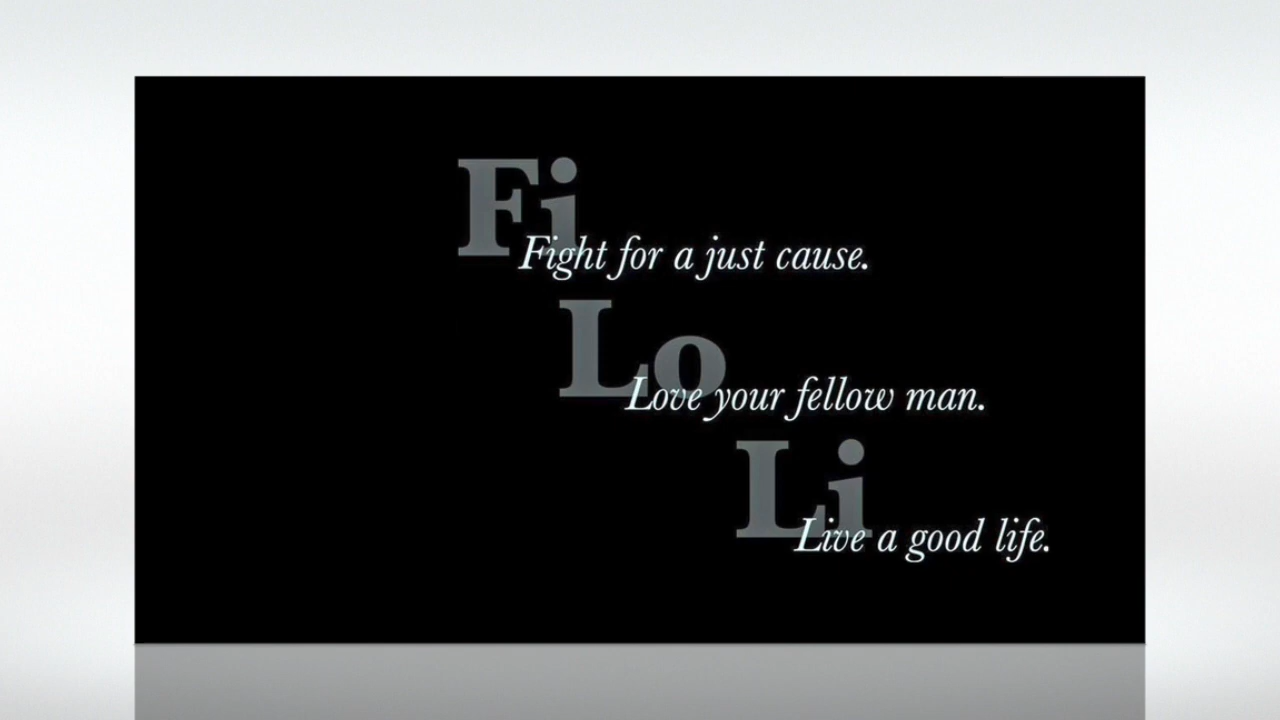 Fi
Fight for a just cause.
Lo
Love your fellow man.
Li
Live a good life.